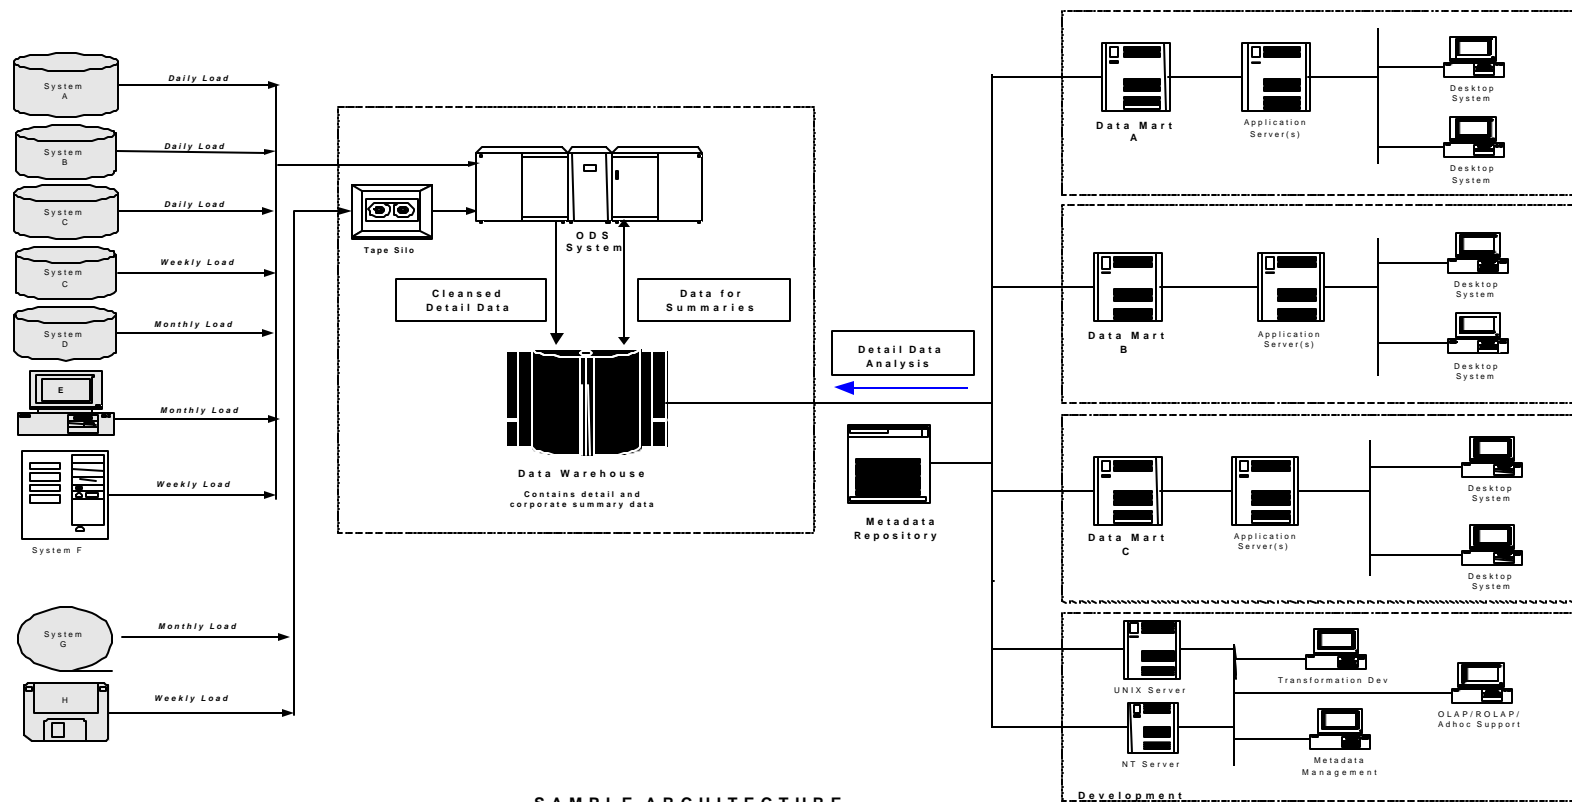 System
A
Daily Load
System
B
Daily Load
System
C
Daily Load
System
C
Weekly Load
System
D
Monthly Load
E
Monthly Load
Weekly Load
System F
System
G
Monthly Load
H
Weekly Load
Tape Silo
ODS
System
Cleansed
Detail Data
Data for
Summaries
Data Warehouse
Contains detail and
corporate summary data
Detail Data
Analysis
Metadata
Repository
Data Mart
A
Application
Server(s)
Desktop
System
Desktop
System
Data Mart
B
Application
Server(s)
Desktop
System
Desktop
System
Data Mart
C
Application
Server(s)
Desktop
System
Desktop
System
UNIX Server
Transformation Dev
OLAP/ROLAP/
Adhoc Support
NT Server
Metadata
Management
Development
SAMPLE ARCHITECTURE